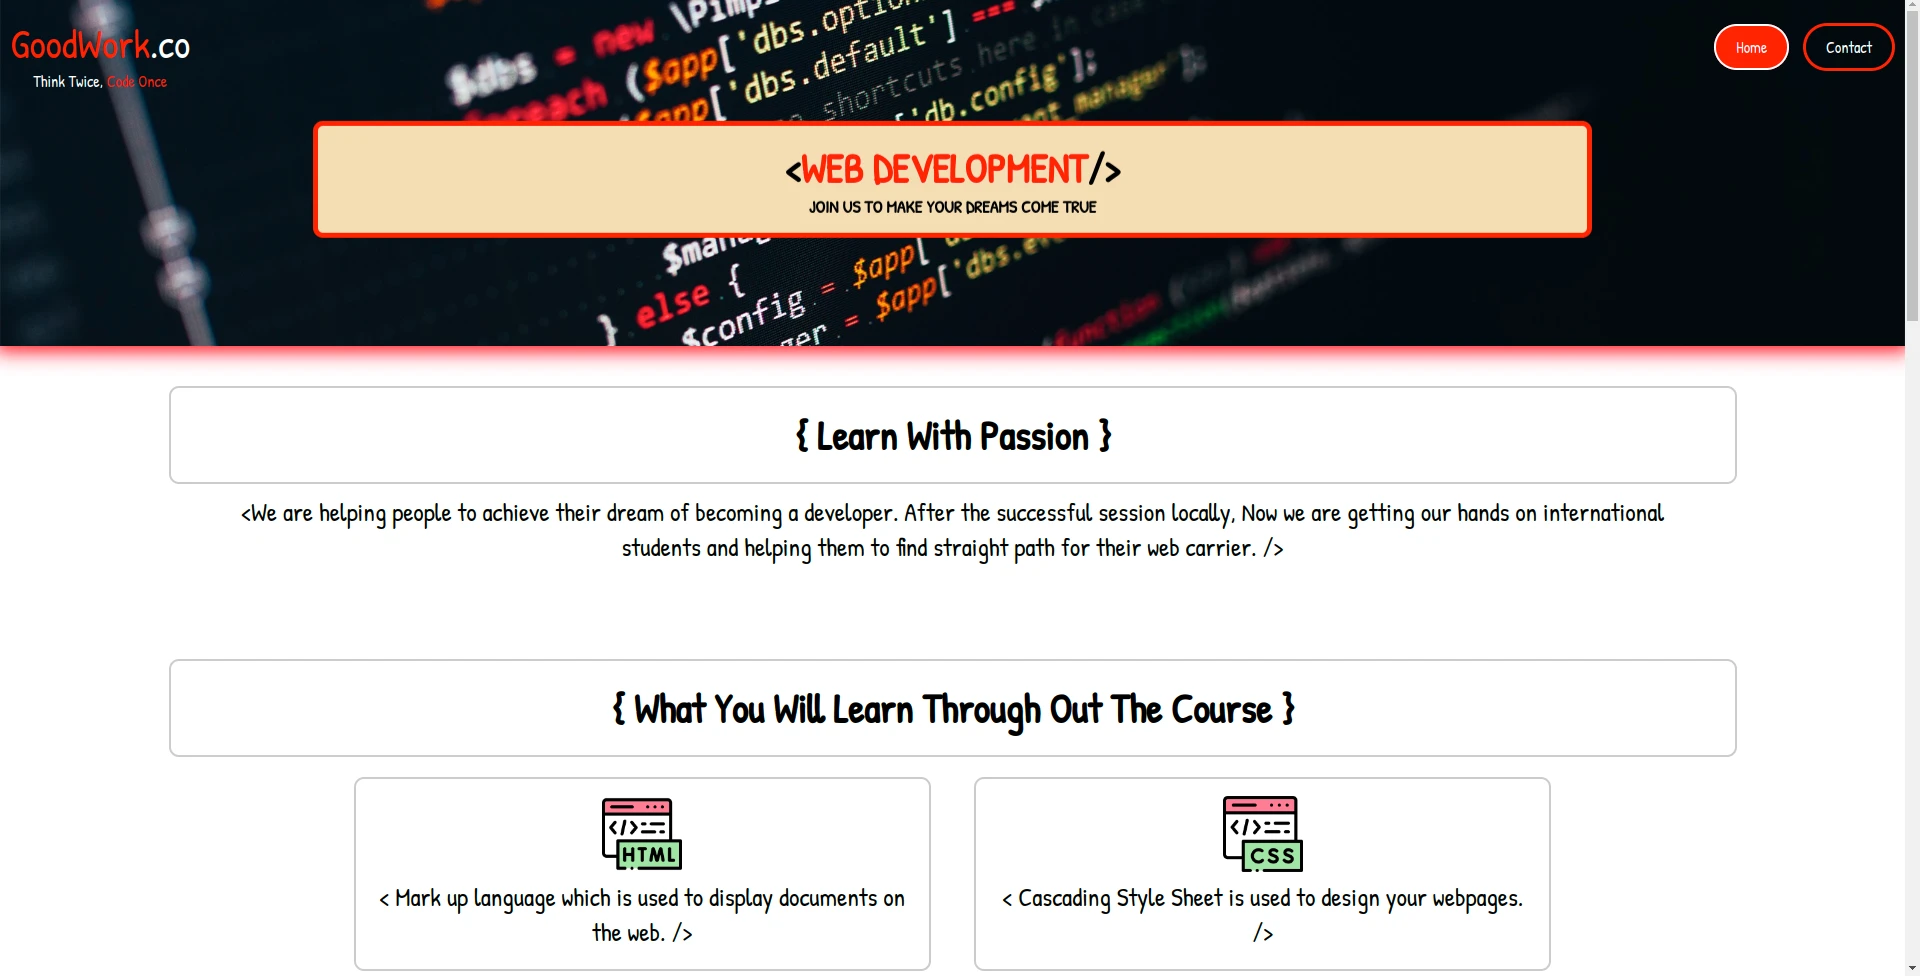 $dbs = new \Pimpl
GoodWork.co
Think Twice, Code Once
Home
Contact
foreach ($app['dbs.option
$app['dbs.default'] ===
shortcuts here in case
['db.config'];
<WEB DEVELOPMENT/>
JOIN US TO MAKE YOUR DREAMS COME TRUE
} else {
$config = $app['
= $app['dbs.
{ Learn With Passion }
<We are helping people to achieve their dream of becoming a developer. After the successful session locally, Now we are getting our hands on international
students and helping them to find straight path for their web carrier. />
{ What You Will Learn Through Out The Course }
</>
HTML
< Mark up language which is used to display documents on
the web. />
</>
CSS
< Cascading Style Sheet is used to design your webpages.
/>